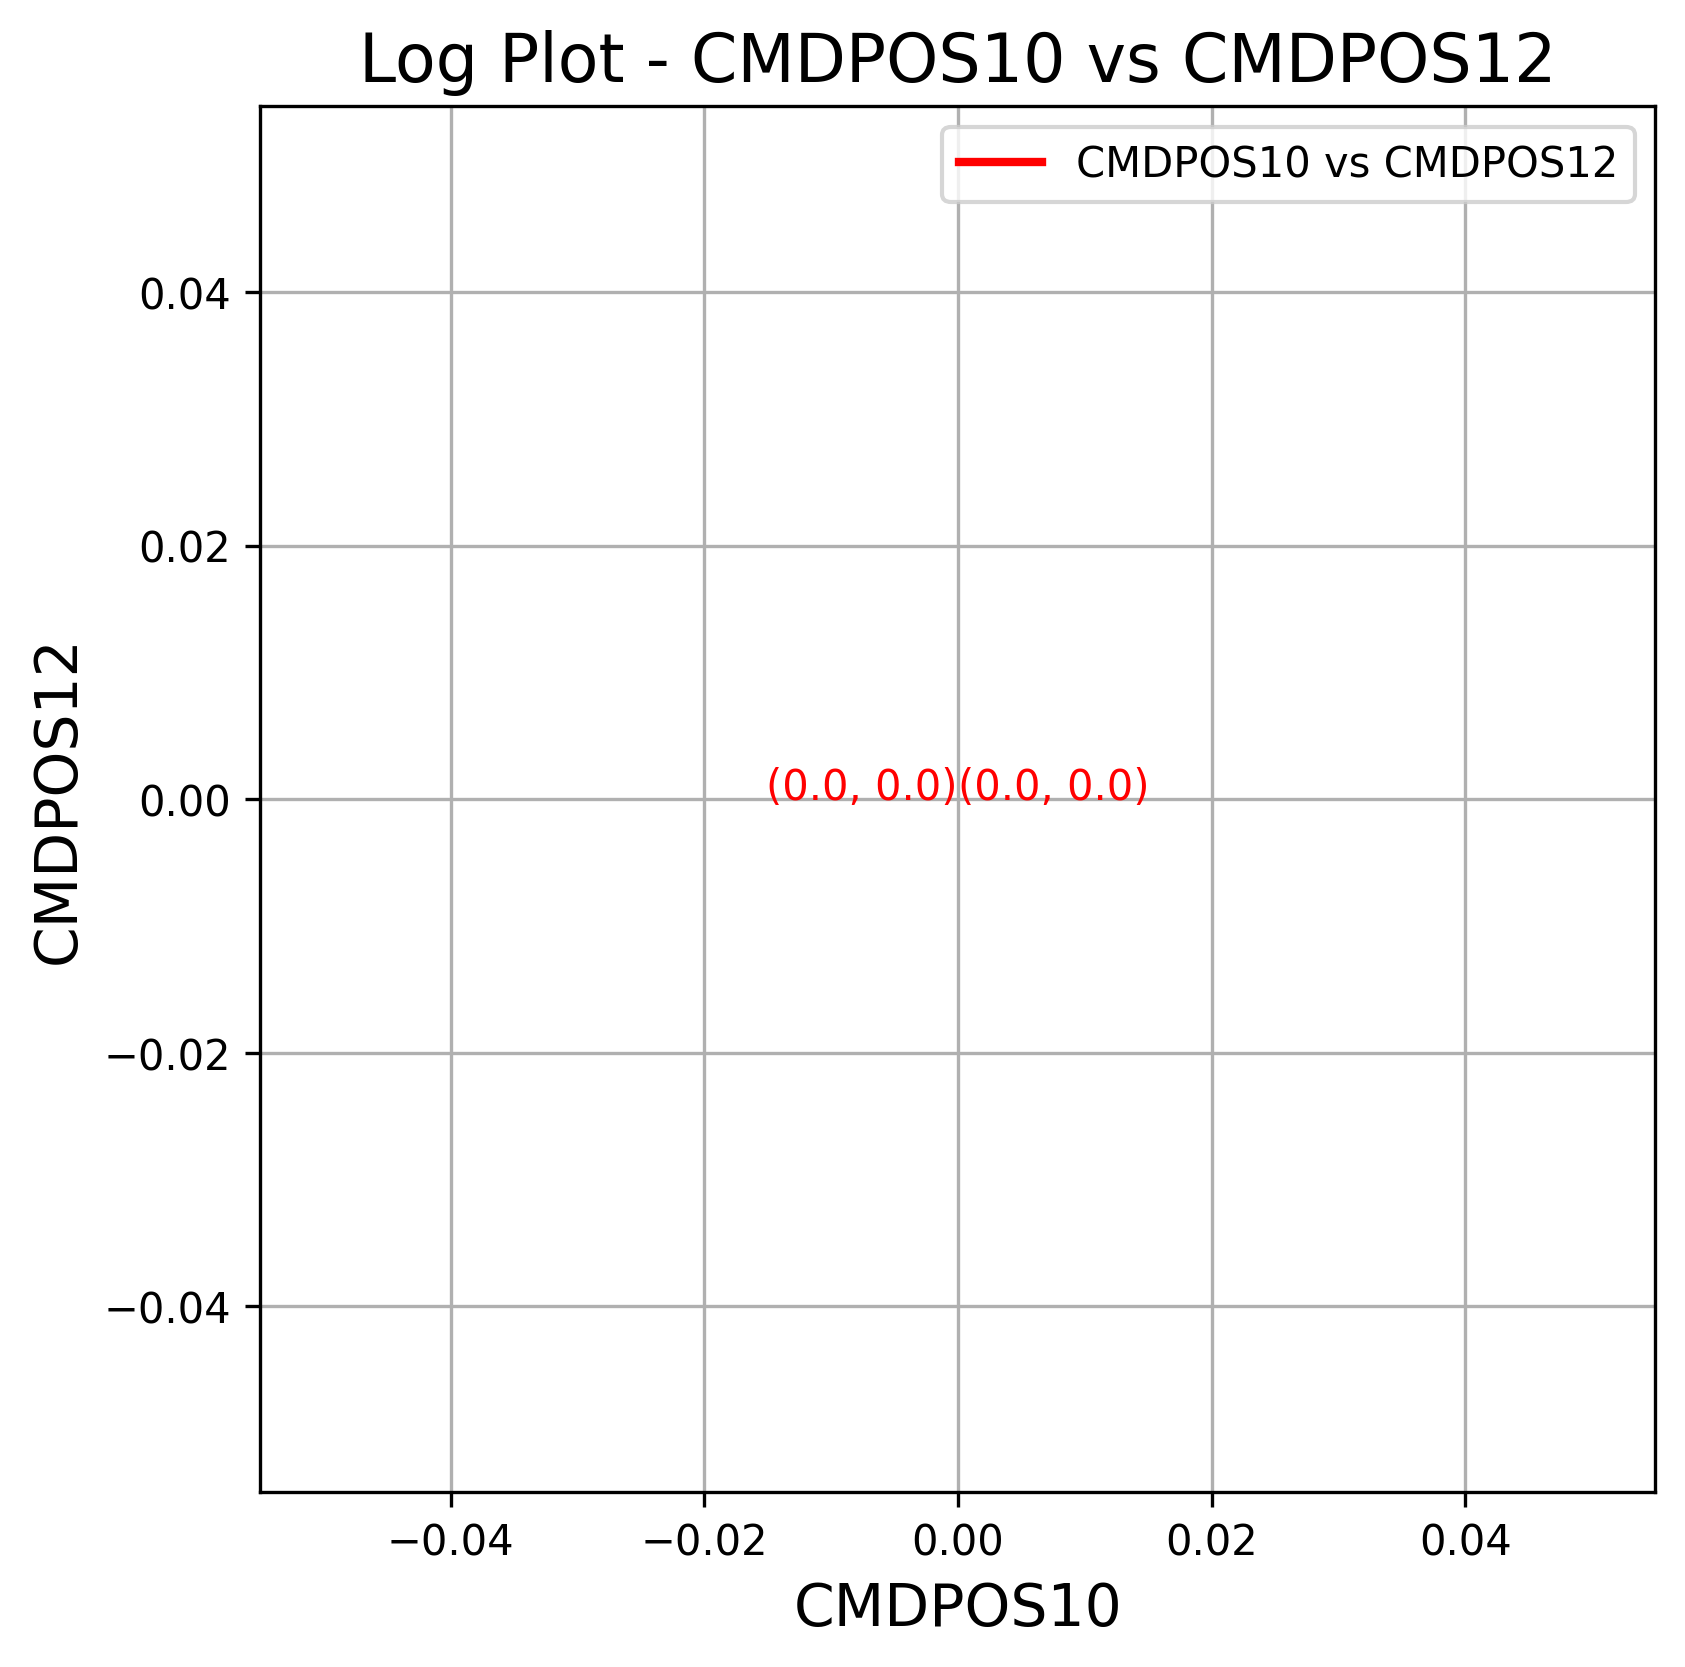 Log Plot - CMDPOS10 vs CMDPOS12
CMDPOS10 vs CMDPOS12
0.04
0.02
0.00
−0.02
−0.04
CMDPOS12
(0.0, 0.0)(0.0, 0.0)
−0.04 −0.02 0.00 0.02 0.04
CMDPOS10